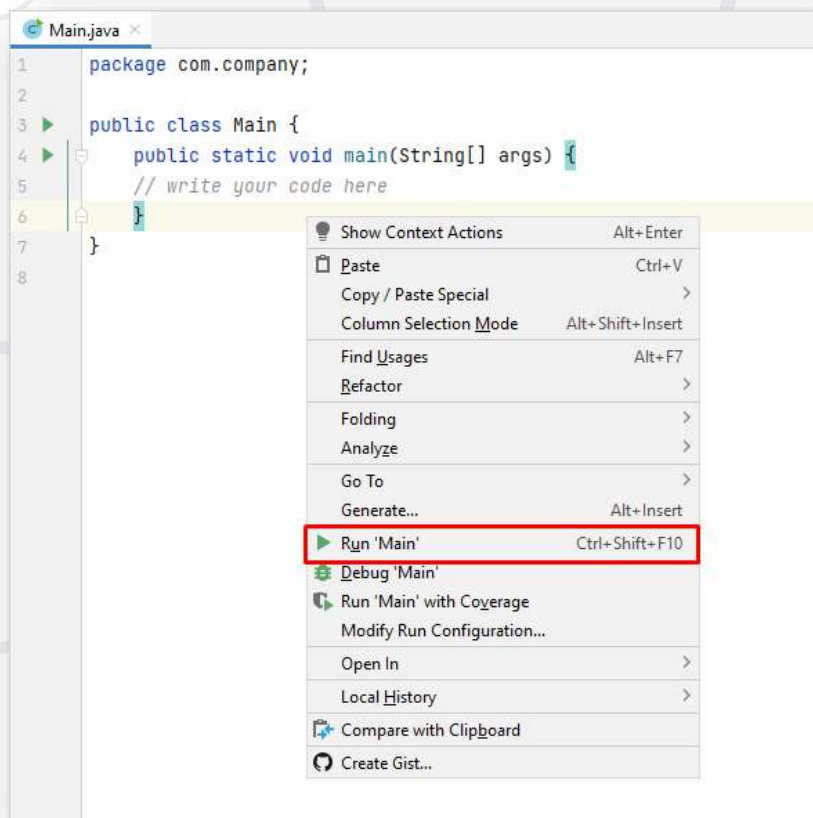 Main.java
1 package com.company;
2
3 public class Main {
4 public static void main(String[] args) {
5 // write your code here
6 }
7 }
8
Show Context Actions Alt+Enter
Paste Ctrl+V
Copy / Paste Special
Column Selection Mode Alt+Shift+Insert
Find Usages Alt+F7
Refactor
Folding
Analyze
Go To
Generate... Alt+Insert
Run 'Main' Ctrl+Shift+F10
Debug 'Main'
Run 'Main' with Coverage
Modify Run Configuration...
Open In
Local History
Compare with Clipboard
Create Gist...